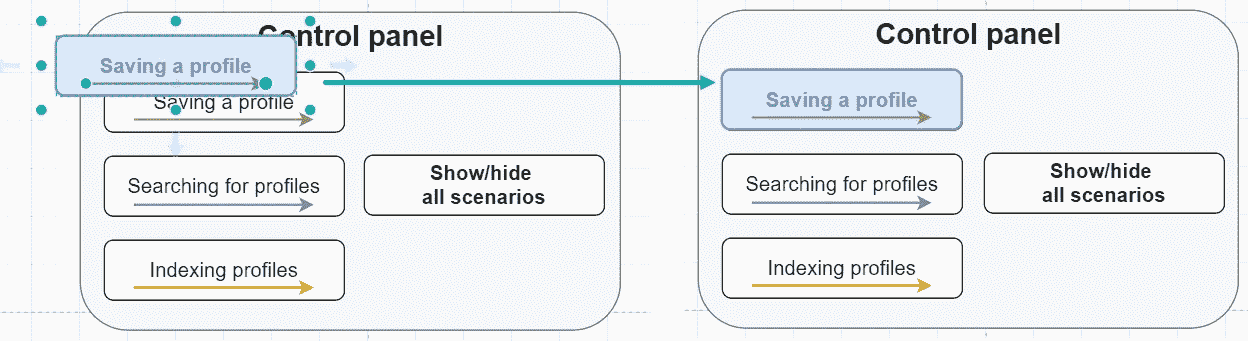 Control panel
Saving a profile
Saving a profile
Searching for profiles
Show/hide
all scenarios
Indexing profiles
Control panel
Saving a profile
Searching for profiles
Show/hide
all scenarios
Indexing profiles